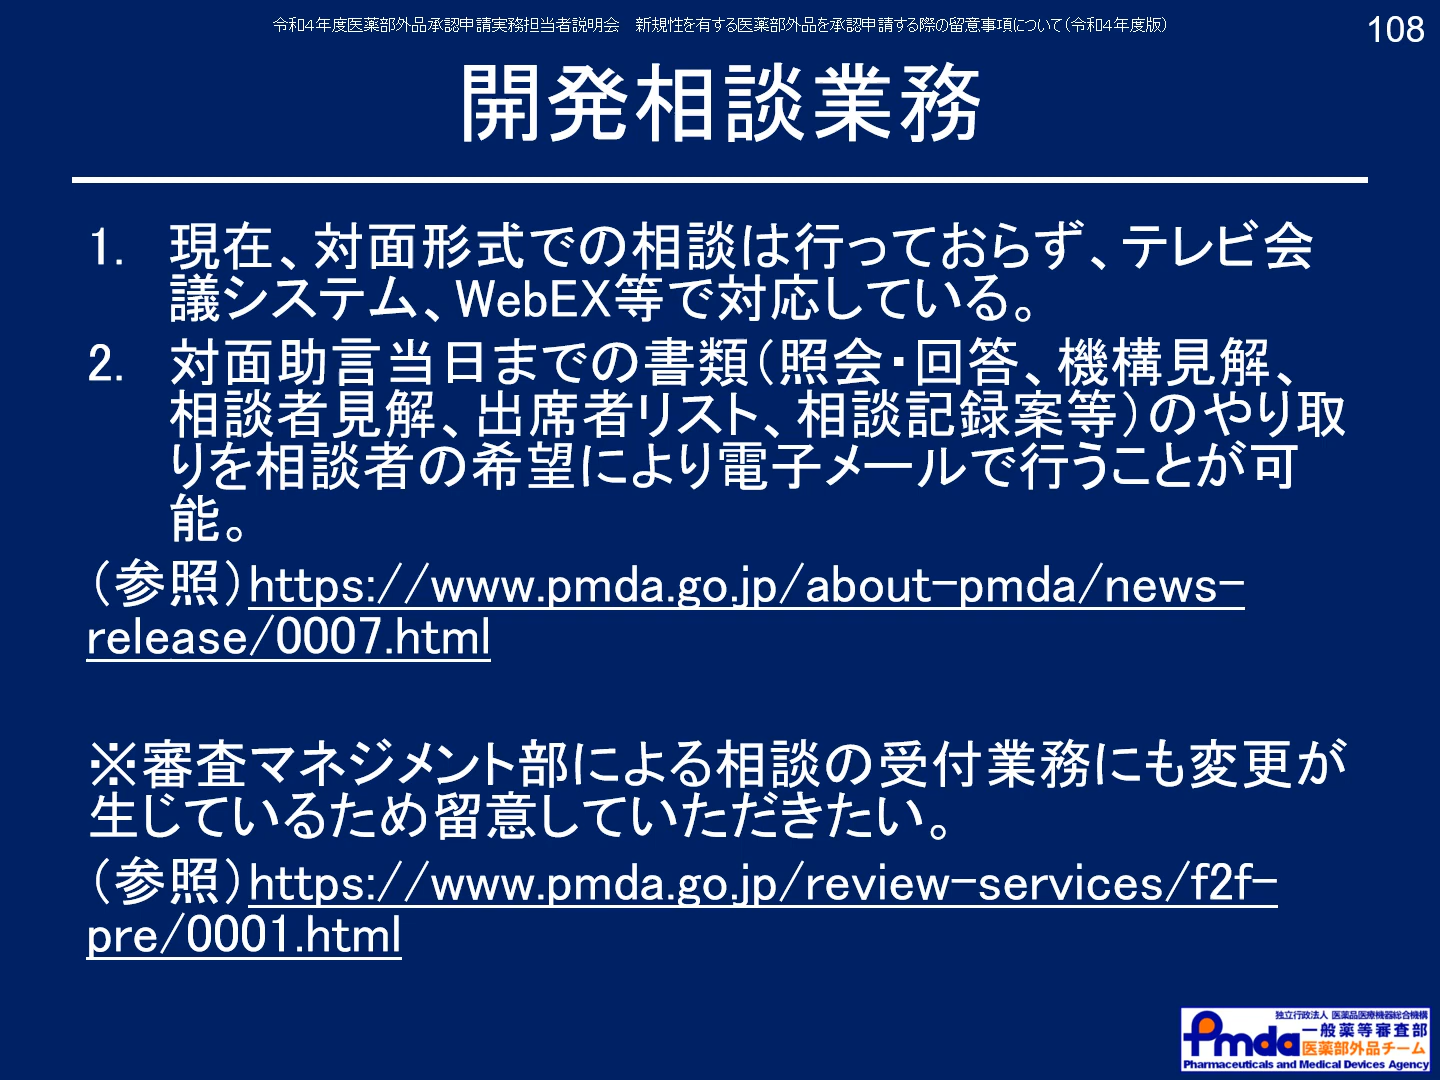 令和4年度医薬部外品承認申請実務担当者説明会　新規性を有する医薬部外品を承認申請する際の留意事項について（令和4年度版）
108
開発相談業務
1. 現在、対面形式での相談は行っておらず、テレビ会
議システム、WebEX等で対応している。
2. 対面助言当日までの書類（照会・回答、機構見解、
相談者見解、出席者リスト、相談記録案等）のやり取
りを相談者の希望により電子メールで行うことが可
能。
（参照）https://www.pmda.go.jp/about-pmda/news-
release/0007.html
※審査マネジメント部による相談の受付業務にも変更が
生じているため留意していただきたい。
（参照）https://www.pmda.go.jp/review-services/f2f-
pre/0001.html
独立行政法人 医薬品医療機器総合機構
Pmda 一般薬等審査部
医薬部外品チーム
Pharmaceuticals and Medical Devices Agency